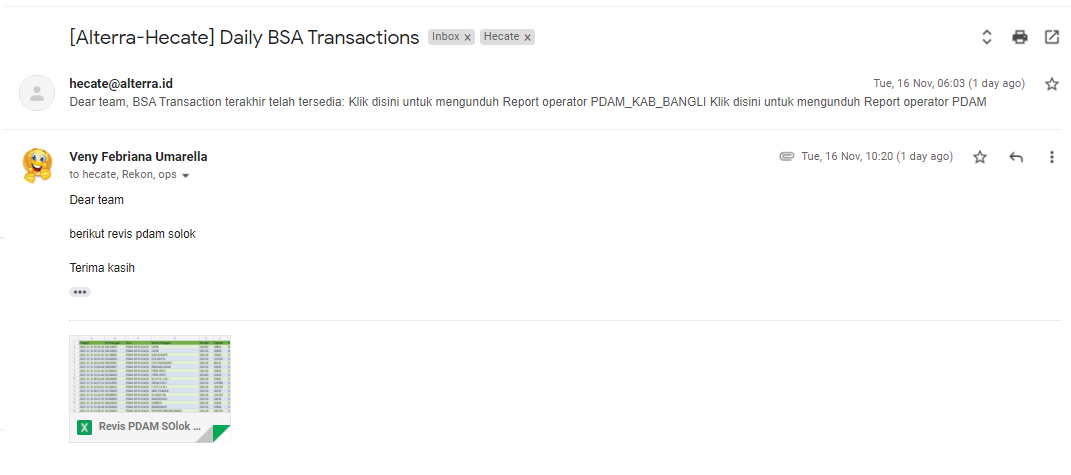 [Alterra-Hecate] Daily BSA Transactions Inbox x Hecate x
hecate@alterra.id Tue, 16 Nov, 06:03 (1 day ago)
Dear team, BSA Transaction terakhir telah tersedia: Klik disini untuk mengunduh Report operator PDAM_KAB_BANGLI Klik disini untuk mengunduh Report operator PDAM
Veny Febriana Umarella Tue, 16 Nov, 10:20 (1 day ago)
to hecate, Rekon, ops
Dear team
berikut revis pdam solok
Terima kasih
X Revis PDAM SOlok ...